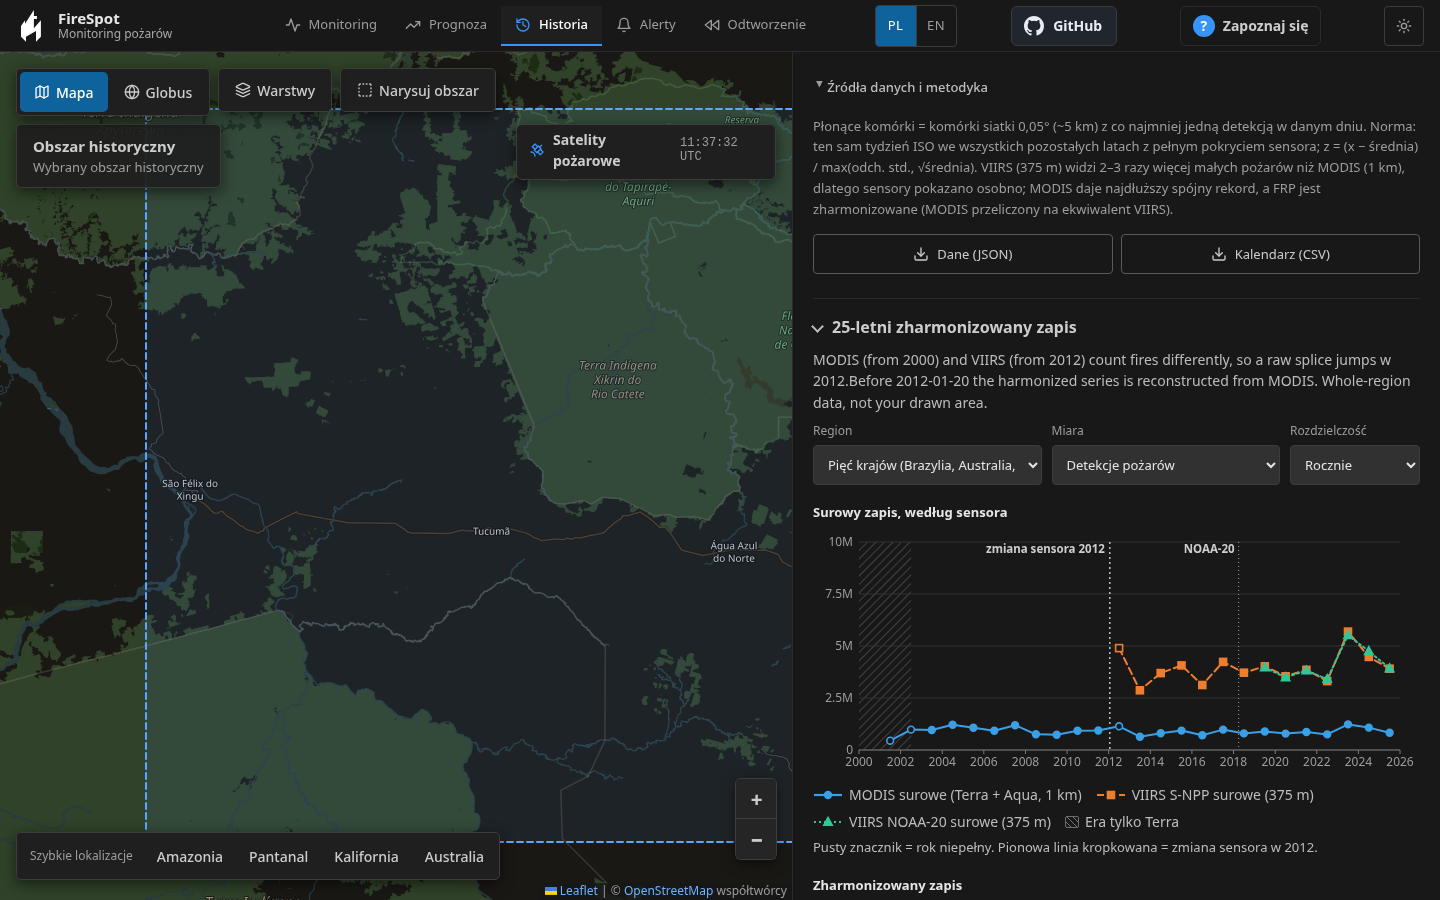 FireSpot
Monitoring pożarów
Monitoring
Prognoza
Historia
Alerty
Odtworzenie
PL
EN
GitHub
? Zapoznaj się
Mapa
Globus
Warstwy
Narysuj obszar
Obszar historyczny
Wybrany obszar historyczny
Satelity pożarowe
11:37:32 UTC
Reserva
do Tapirapé-
Aquiri
Terra Indígena
Xikrin do
Rio Catete
São Félix do
Xingu
Tucumã
Água Azul
do Norte
+
−
Szybkie lokalizacje
Amazonia
Pantanal
Kalifornia
Australia
Leaflet | © OpenStreetMap współtwórcy
Źródła danych i metodyka
Płonące komórki = komórki siatki 0,05° (~5 km) z co najmniej jedną detekcją w danym dniu. Norma:
ten sam tydzień ISO we wszystkich pozostałych latach z pełnym pokryciem sensora; z = (x − średnia)
/ max(odch. std., √średnia). VIIRS (375 m) widzi 2–3 razy więcej małych pożarów niż MODIS (1 km),
dlatego sensory pokazano osobno; MODIS daje najdłuższy spójny rekord, a FRP jest
zharmonizowane (MODIS przeliczony na ekwiwalent VIIRS).
Dane (JSON)
Kalendarz (CSV)
25-letni zharmonizowany zapis
MODIS (from 2000) and VIIRS (from 2012) count fires differently, so a raw splice jumps w
2012.Before 2012-01-20 the harmonized series is reconstructed from MODIS. Whole-region
data, not your drawn area.
Region
Miara
Rozdzielczość
Pięć krajów (Brazylia, Australia,
Detekcje pożarów
Rocznie
Surowy zapis, według sensora
10M
7.5M
5M
2.5M
0
zmiana sensora 2012
NOAA-20
2000 2002 2004 2006 2008 2010 2012 2014 2016 2018 2020 2022 2024 2026
MODIS surowe (Terra + Aqua, 1 km)
VIIRS S-NPP surowe (375 m)
VIIRS NOAA-20 surowe (375 m)
Era tylko Terra
Pusty znacznik = rok niepełny. Pionowa linia kropkowana = zmiana sensora w 2012.
Zharmonizowany zapis